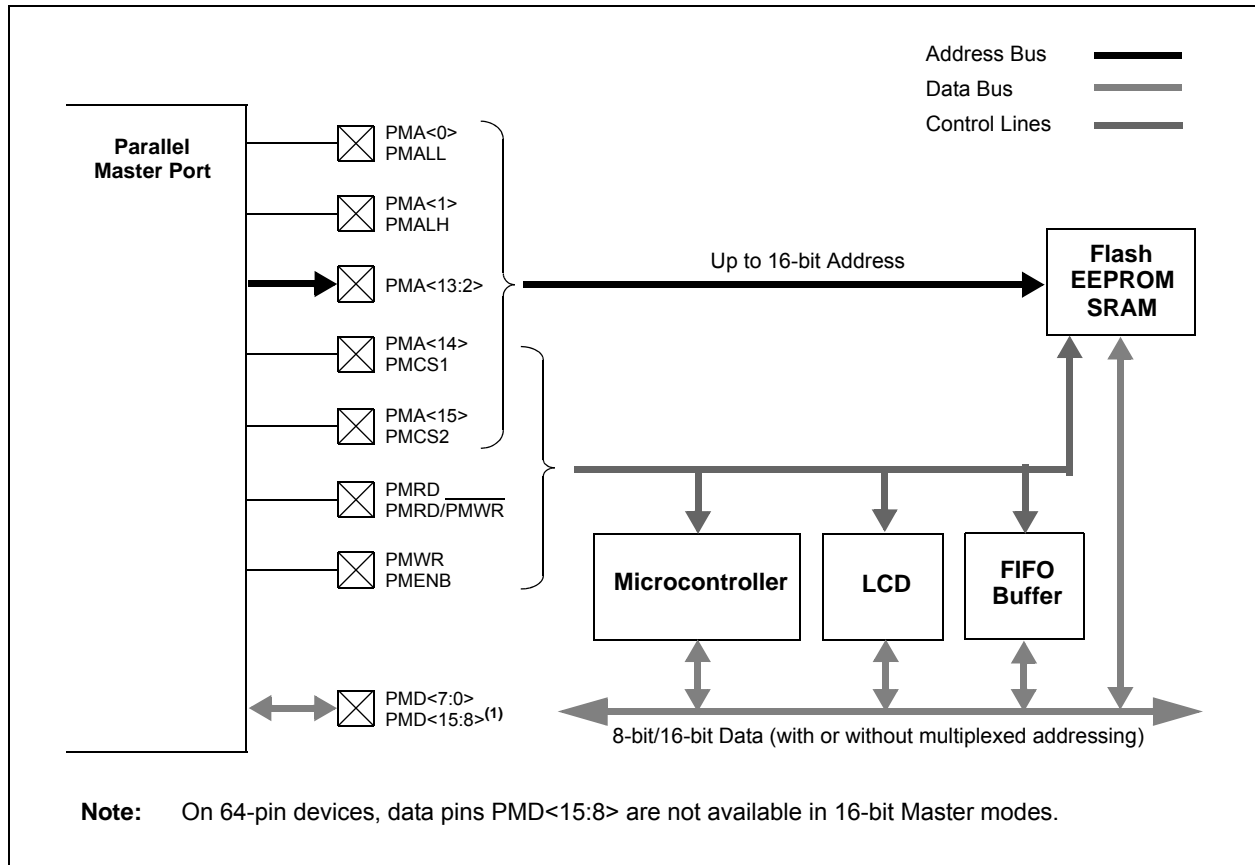 Address Bus
Data Bus
Control Lines
Parallel
Master Port
PMA<0>
PMALL
PMA<1>
PMALH
PMA<13:2>
PMA<14>
PMCS1
PMA<15>
PMCS2
PMRD
PMRD/PMWR
PMWR
PMENB
PMD<7:0>
PMD<15:8>(1)
Up to 16-bit Address
Flash
EEPROM
SRAM
Microcontroller
LCD
FIFO
Buffer
8-bit/16-bit Data (with or without multiplexed addressing)
Note: On 64-pin devices, data pins PMD<15:8> are not available in 16-bit Master modes.